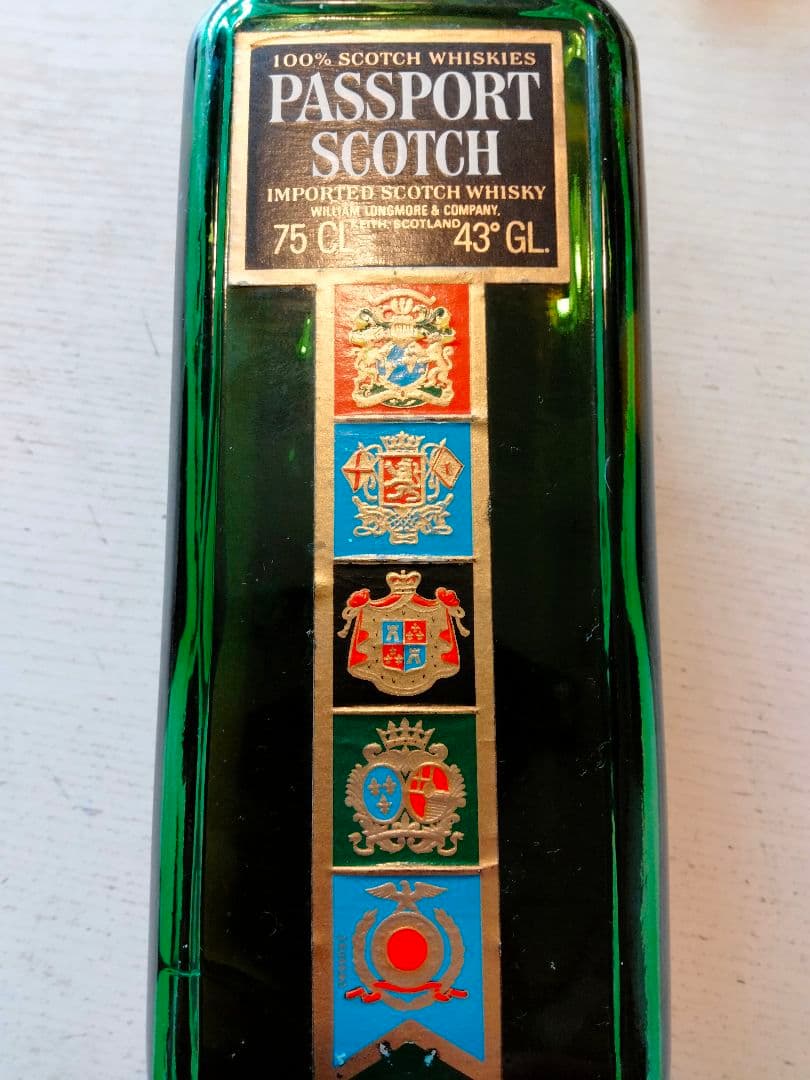 100% SCOTCH WHISKIES
PASSPORT
SCOTCH
IMPORTED SCOTCH WHISKY
WILLIAM LONGMORE & COMPANY,
KEITH, SCOTLAND
75 CL 43° GL.